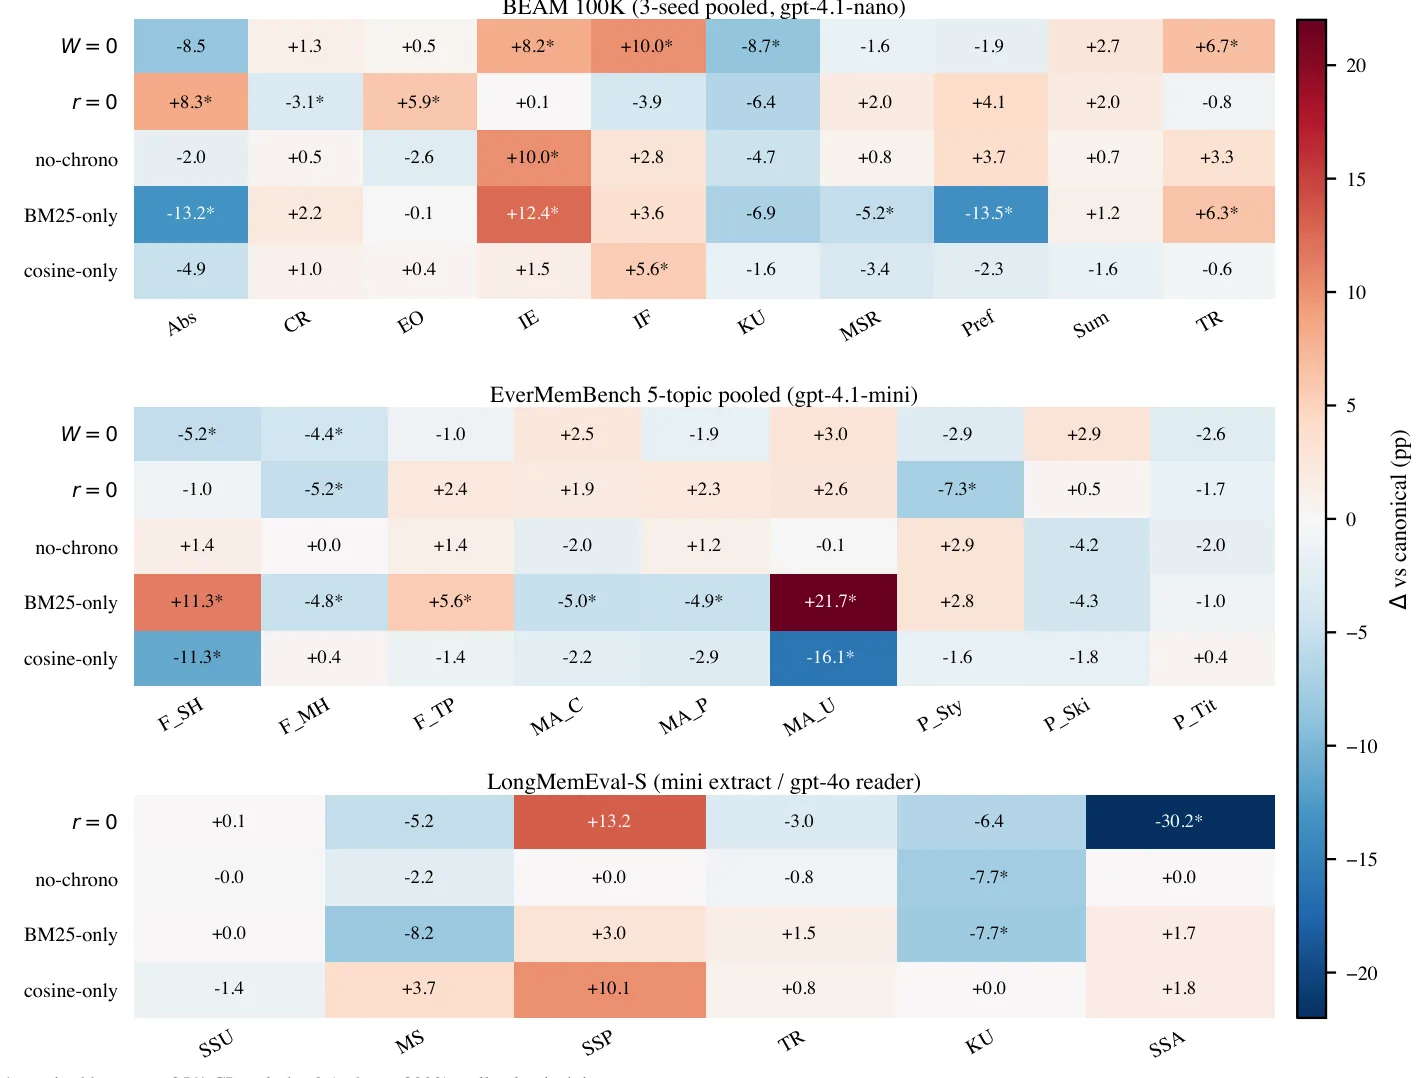 BEAM 100K (3-seed pooled, gpt-4.1-nano)
W = 0 -8.5 +1.3 +0.5 +8.2* +10.0* -8.7* -1.6 -1.9 +2.7 +6.7*
r = 0 +8.3* -3.1* +5.9* +0.1 -3.9 -6.4 +2.0 +4.1 +2.0 -0.8
no-chrono -2.0 +0.5 -2.6 +10.0* +2.8 -4.7 +0.8 +3.7 +0.7 +3.3
BM25-only -13.2* +2.2 -0.1 +12.4* +3.6 -6.9 -5.2* -13.5* +1.2 +6.3*
cosine-only -4.9 +1.0 +0.4 +1.5 +5.6* -1.6 -3.4 -2.3 -1.6 -0.6
Abs CR EO IE IF KU MSR Pref Sum TR
EverMemBench 5-topic pooled (gpt-4.1-mini)
W = 0 -5.2* -4.4* -1.0 +2.5 -1.9 +3.0 -2.9 +2.9 -2.6
r = 0 -1.0 -5.2* +2.4 +1.9 +2.3 +2.6 -7.3* +0.5 -1.7
no-chrono +1.4 +0.0 +1.4 -2.0 +1.2 -0.1 +2.9 -4.2 -2.0
BM25-only +11.3* -4.8* +5.6* -5.0* -4.9* +21.7* +2.8 -4.3 -1.0
cosine-only -11.3* +0.4 -1.4 -2.2 -2.9 -16.1* -1.6 -1.8 +0.4
F_SH F_MH F_TP MA_C MA_P MA_U P_Sty P_Ski P_Tit
LongMemEval-S (mini extract / gpt-4o reader)
r = 0 +0.1 -5.2 +13.2 -3.0 -6.4 -30.2*
no-chrono -0.0 -2.2 +0.0 -0.8 -7.7* +0.0
BM25-only +0.0 -8.2 +3.0 +1.5 -7.7* +1.7
cosine-only -1.4 +3.7 +10.1 +0.8 +0.0 +1.8
SSU MS SSP TR KU SSA
20
15
10
5
0
−5
−10
−15
−20
Δ vs canonical (pp)